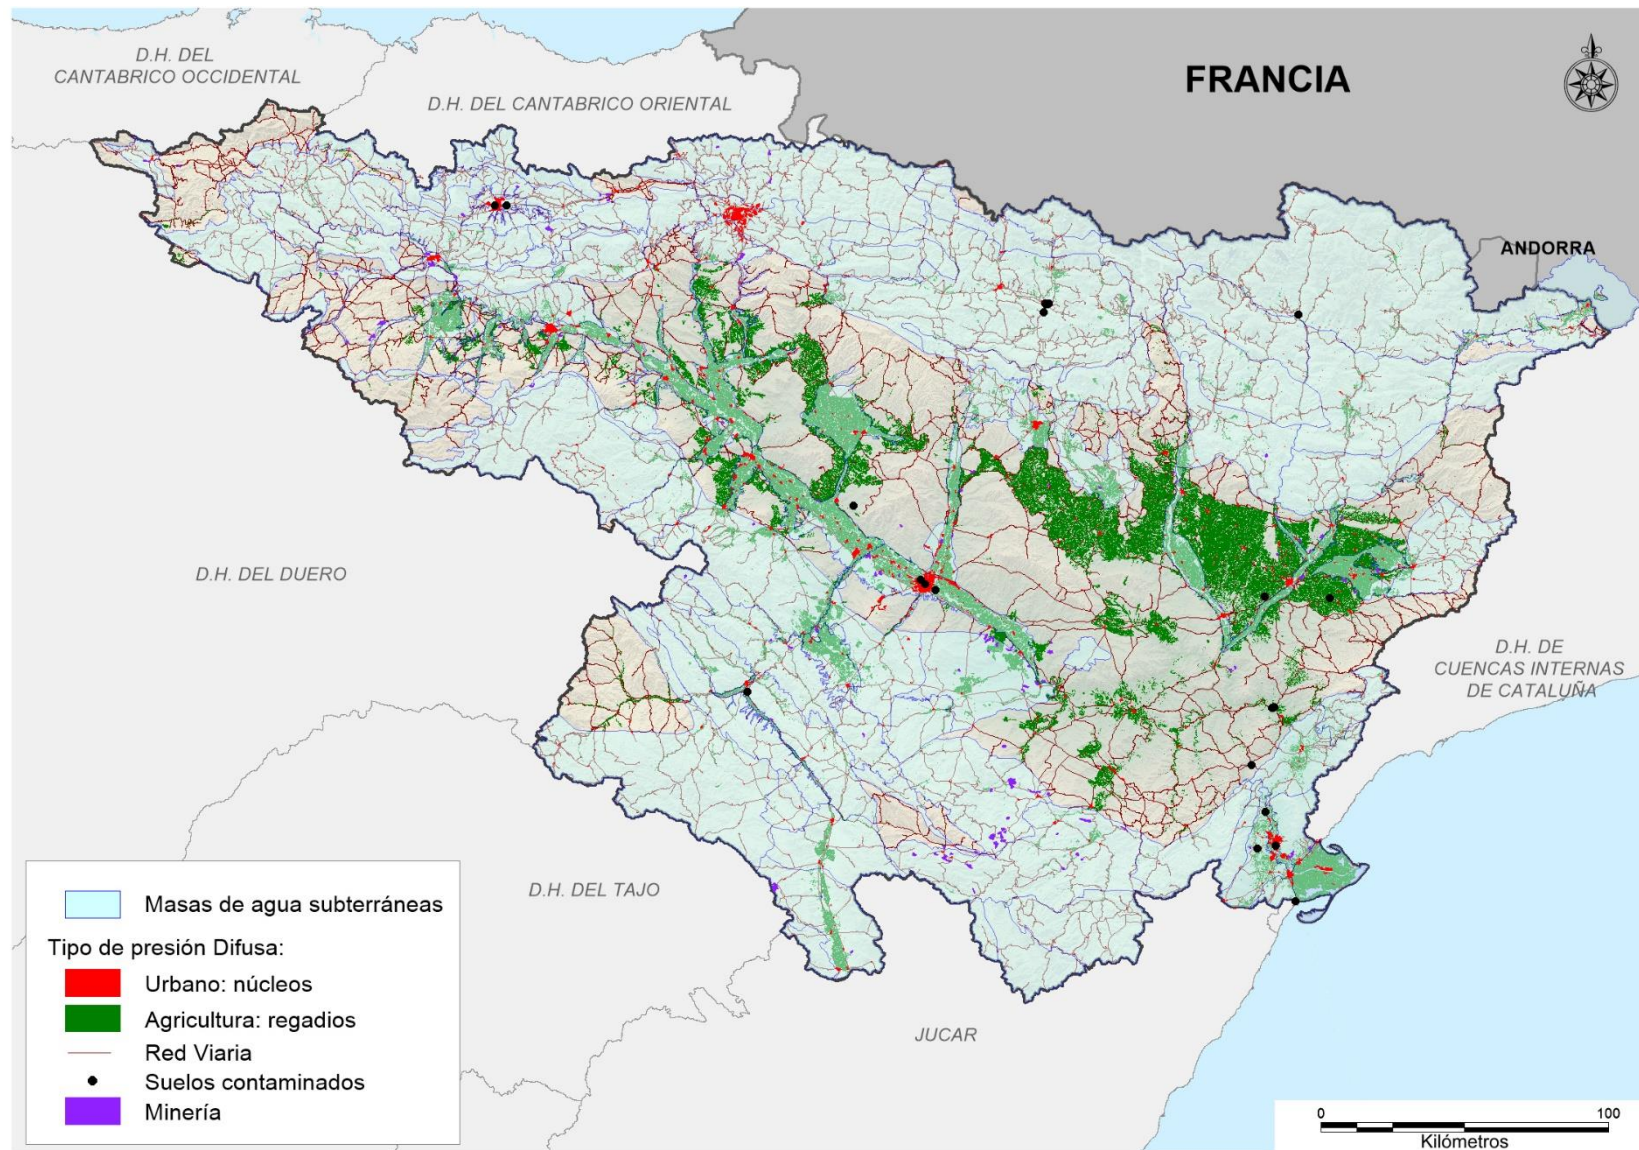 D.H. DEL
CANTABRICO OCCIDENTAL
D.H. DEL CANTABRICO ORIENTAL
FRANCIA
ANDORRA
D.H. DEL DUERO
D.H. DE
CUENCAS INTERNAS
DE CATALUÑA
D.H. DEL TAJO
JUCAR
Masas de agua subterráneas
Tipo de presión Difusa:
Urbano: núcleos
Agricultura: regadios
Red Viaria
Suelos contaminados
Minería
0 100
Kilómetros